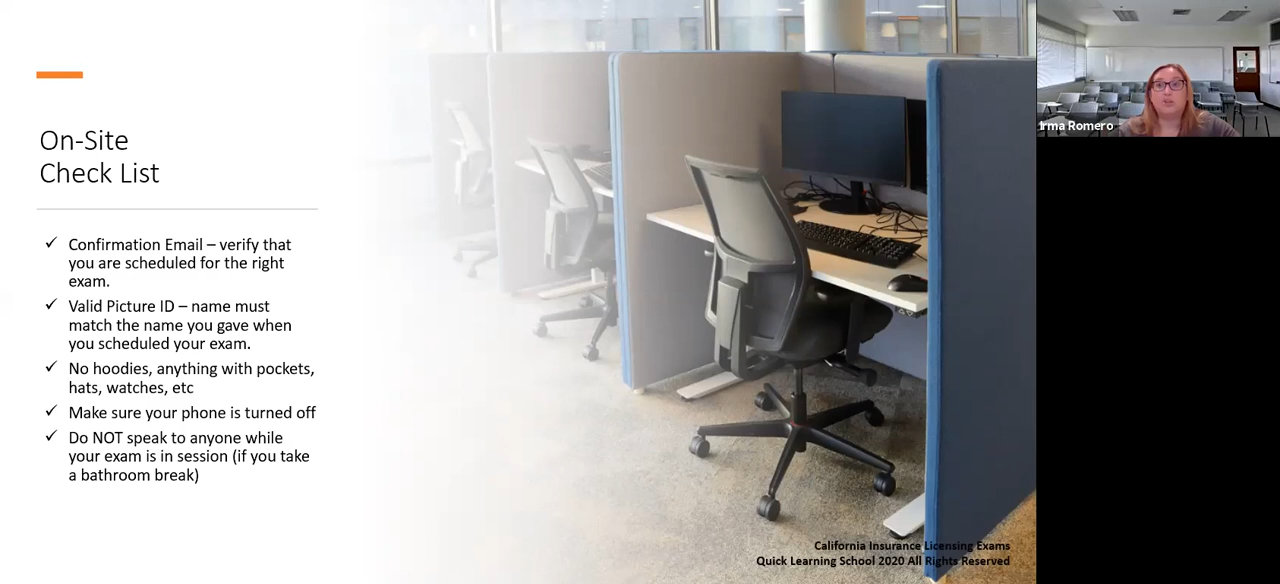 On-Site
Check List
✓ Confirmation Email – verify that
you are scheduled for the right
exam.
✓ Valid Picture ID – name must
match the name you gave when
you scheduled your exam.
✓ No hoodies, anything with pockets,
hats, watches, etc
✓ Make sure your phone is turned off
✓ Do NOT speak to anyone while
your exam is in session (if you take
a bathroom break)
California Insurance Licensing Exams
Quick Learning School 2020 All Rights Reserved
Irma Romero